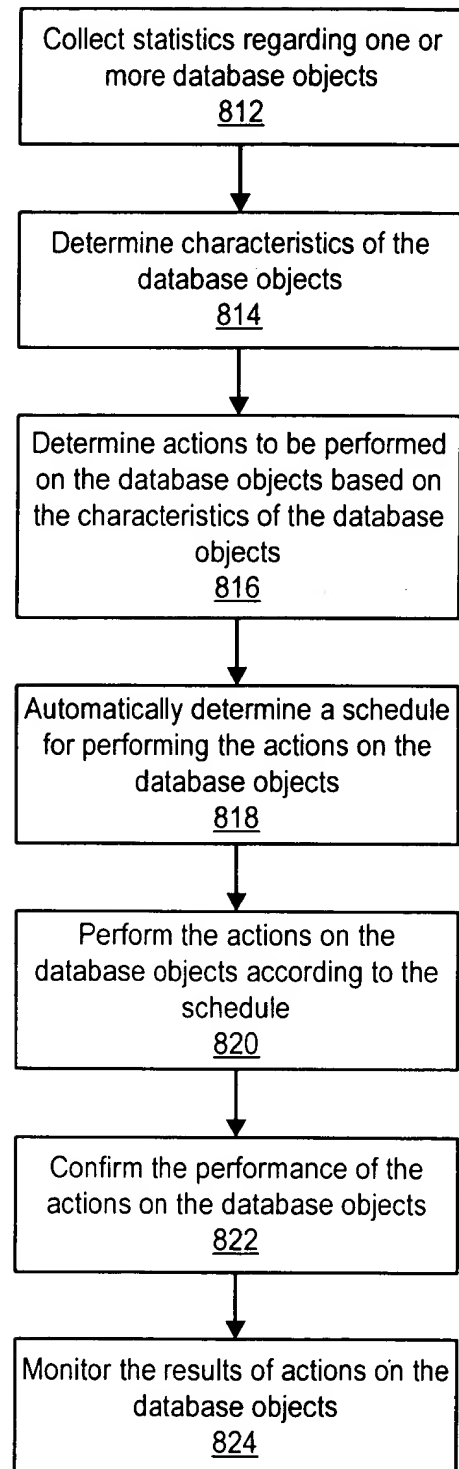 Collect statistics regarding one or
more database objects
812
Determine characteristics of the
database objects
814
Determine actions to be performed
on the database objects based on
the characteristics of the database
objects
816
Automatically determine a schedule
for performing the actions on the
database objects
818
Perform the actions on the
database objects according to the
schedule
820
Confirm the performance of the
actions on the database objects
822
Monitor the results of actions on the
database objects
824